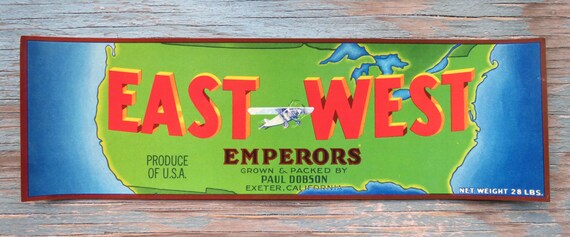 EAST WEST
EMPERORS
GROWN & PACKED BY
PAUL DOBSON
EXETER, CALIFORNIA
PRODUCE
OF U.S.A.
NET WEIGHT 28 LBS.